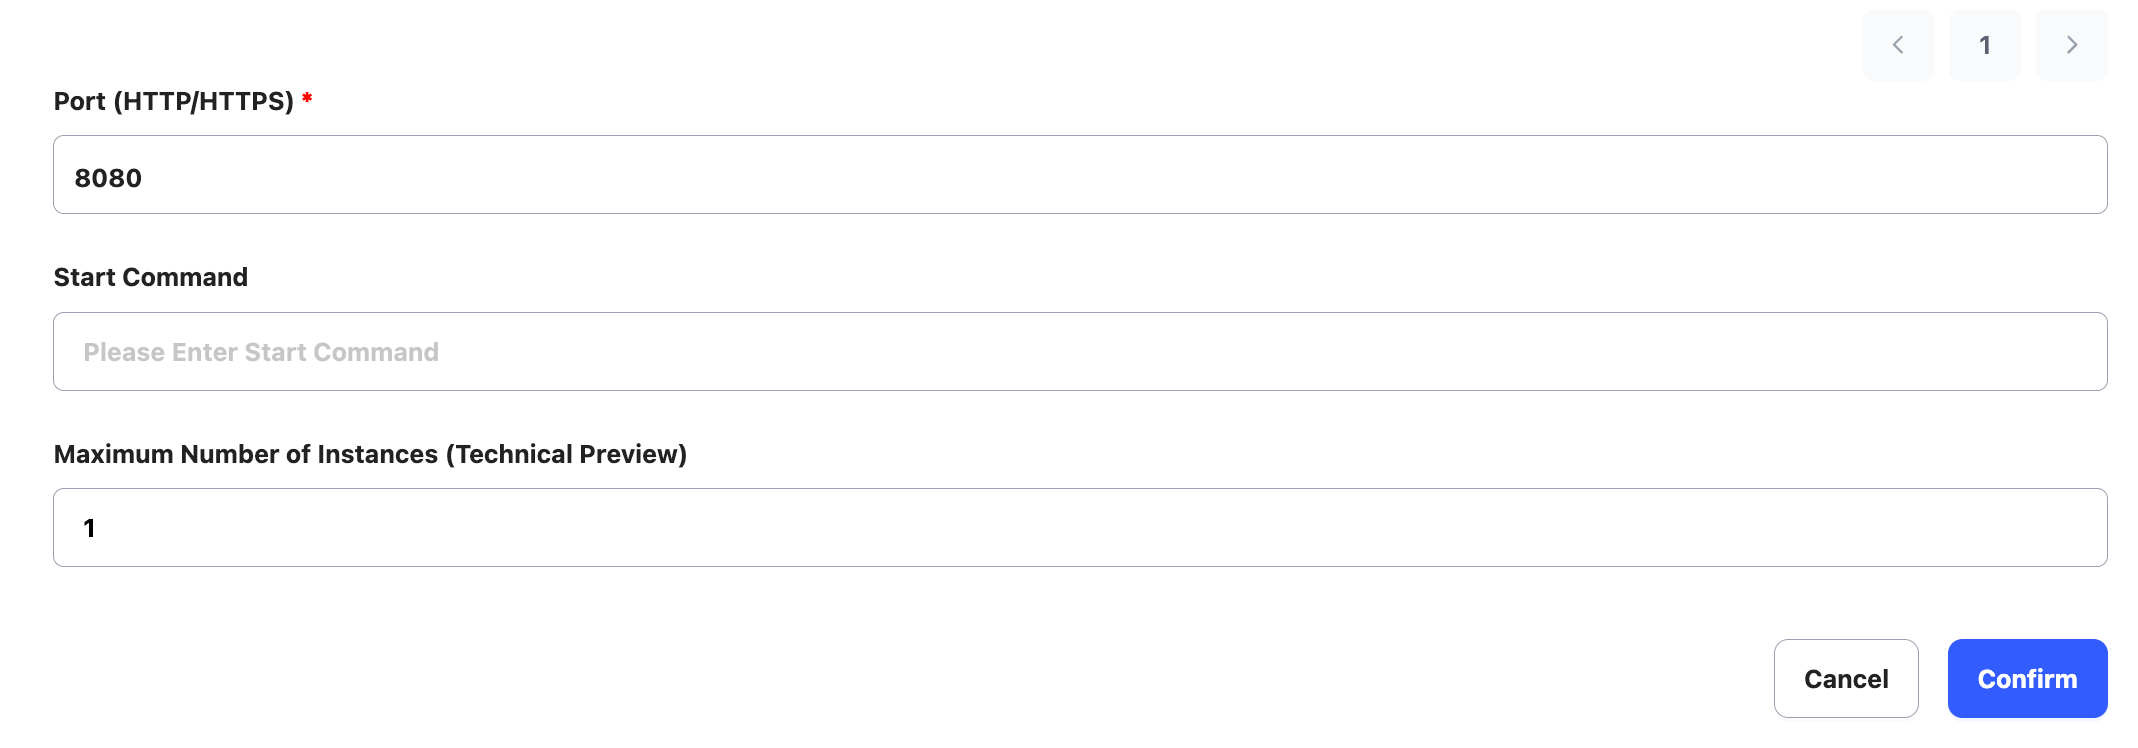 1
Port (HTTP/HTTPS) *
8080
Start Command
Please Enter Start Command
Maximum Number of Instances (Technical Preview)
1
Cancel Confirm